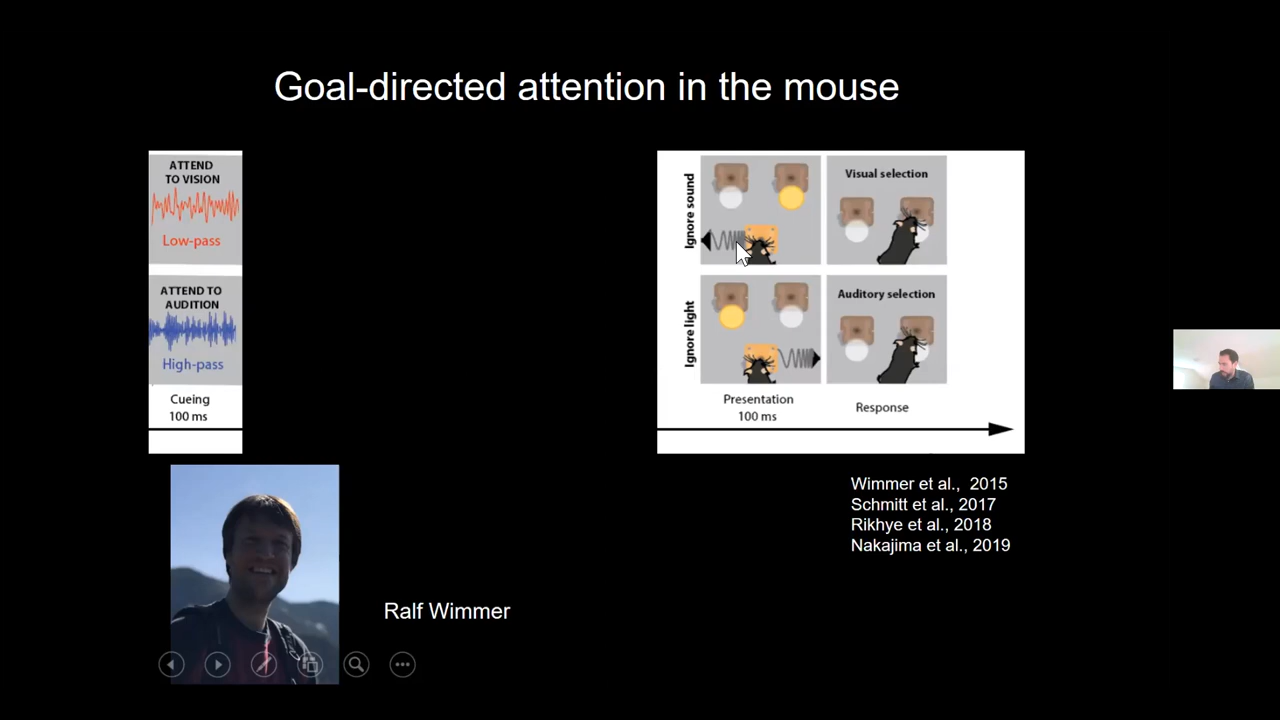 Goal-directed attention in the mouse
ATTEND
TO VISION
Low-pass
ATTEND TO
AUDITION
High-pass
Cueing
100 ms
Ignore sound
Visual selection
Ignore light
Auditory selection
Presentation
100 ms
Response
Wimmer et al.,  2015
Schmitt et al., 2017
Rikhye et al., 2018
Nakajima et al., 2019
Ralf Wimmer